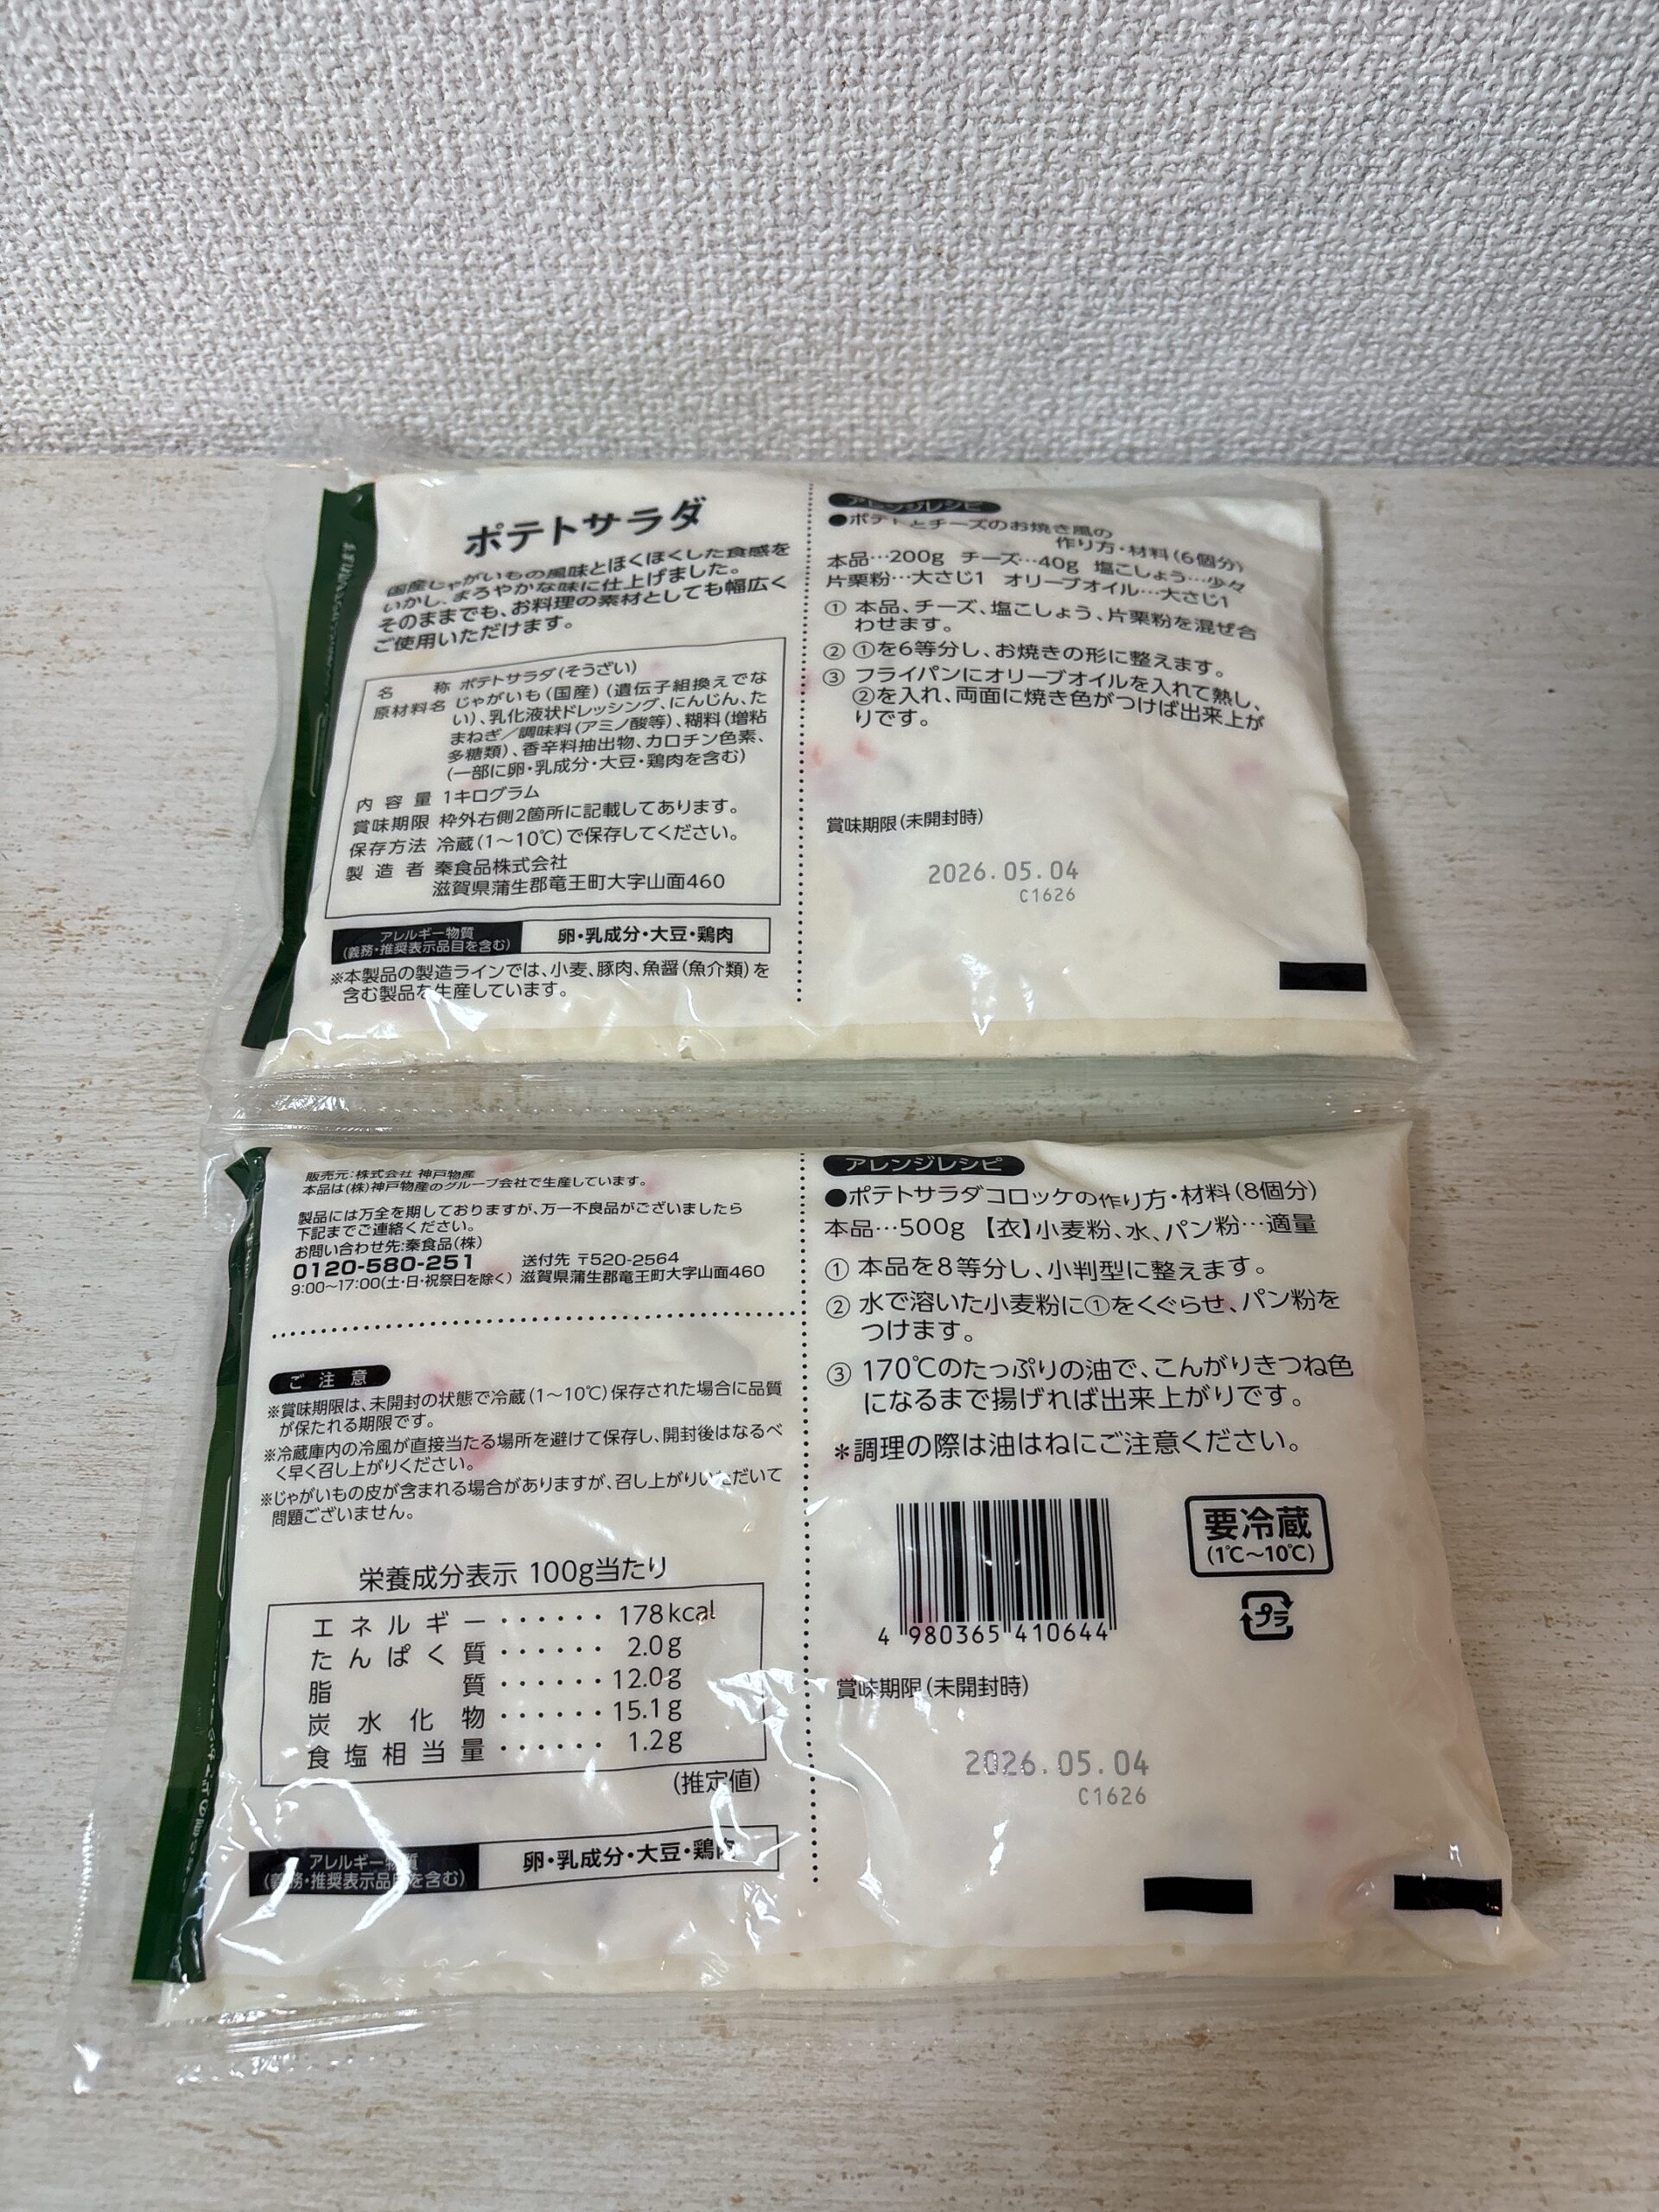 ポテトサラダ
国産じゃがいもの風味とほくほくした食感を
いかし、まろやかな味に仕上げました。
そのままでも、お料理の素材としても幅広く
ご使用いただけます。
名称 ポテトサラダ(そうざい)
原材料名 じゃがいも(国産)(遺伝子組換えでな
い)、乳化液状ドレッシング、にんじん、た
まねぎ/調味料(アミノ酸等)、糊料(増粘
多糖類)、香辛料抽出物、カロチン色素、
(一部に卵・乳成分・大豆・鶏肉を含む)
内容量 1キログラム
賞味期限 枠外右側2箇所に記載してあります。
保存方法 冷蔵(1~10℃)で保存してください。
製造者 秦食品株式会社
滋賀県蒲生郡竜王町大字山面460
アレルギー物質
(義務・推奨表示品目を含む)
卵・乳成分・大豆・鶏肉
※本製品の製造ラインでは、小麦、豚肉、魚醤(魚介類)を
含む製品を生産しています。
アレンジレシピ
●ポテトとチーズのお焼き風の
作り方・材料(6個分)
本品…200g チーズ…40g 塩こしょう…少々
片栗粉…大さじ1 オリーブオイル…大さじ1
① 本品、チーズ、塩こしょう、片栗粉を混ぜ合
わせます。
② ①を6等分し、お焼きの形に整えます。
③ フライパンにオリーブオイルを入れて熱し、
②を入れ、両面に焼き色がつけば出来上が
りです。
賞味期限(未開封時)
2026.05.04
C1626
販売元:株式会社 神戸物産
本品は(株)神戸物産のグループ会社で生産しています。
製品には万全を期しておりますが、万一不良品がございましたら
下記までご連絡ください。
お問い合わせ先:秦食品(株)
0120-580-251 送付先 〒520-2564
9:00~17:00(土・日・祝祭日を除く) 滋賀県蒲生郡竜王町大字山面460
ご注意
※賞味期限は、未開封の状態で冷蔵(1~10℃)保存された場合に品質
が保たれる期限です。
※冷蔵庫内の冷風が直接当たる場所を避けて保存し、開封後はなるべ
く早く召し上がりください。
※じゃがいもの皮が含まれる場合がありますが、召し上がりいただいて
問題ございません。
栄養成分表示 100g当たり
エネルギー・・・・・・178kcal
たんぱく質・・・・・・2.0g
脂質・・・・・・12.0g
炭水化物・・・・・・15.1g
食塩相当量・・・・・・1.2g
(推定値)
アレルギー物質
(義務・推奨表示品目を含む)
卵・乳成分・大豆・鶏肉
アレンジレシピ
●ポテトサラダコロッケの作り方・材料(8個分)
本品…500g 【衣】小麦粉、水、パン粉…適量
① 本品を8等分し、小判型に整えます。
② 水で溶いた小麦粉に①をくぐらせ、パン粉を
つけます。
③ 170℃のたっぷりの油で、こんがりきつね色
になるまで揚げれば出来上がりです。
*調理の際は油はねにご注意ください。
4 980365 410644
要冷蔵
(1℃~10℃)
プラ
賞味期限(未開封時)
2026.05.04
C1626